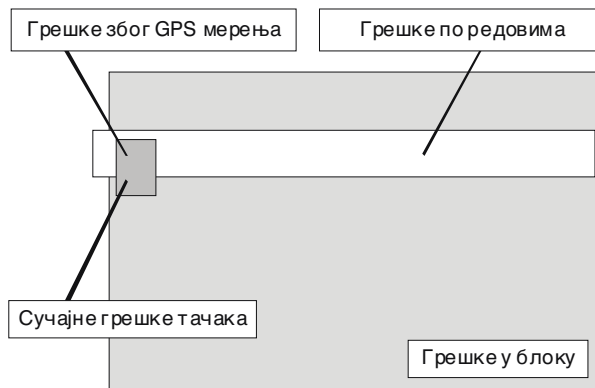 Грешке због GPS мерења
Грешке по редовима
Сучајне грешке тачака
Грешке у блоку